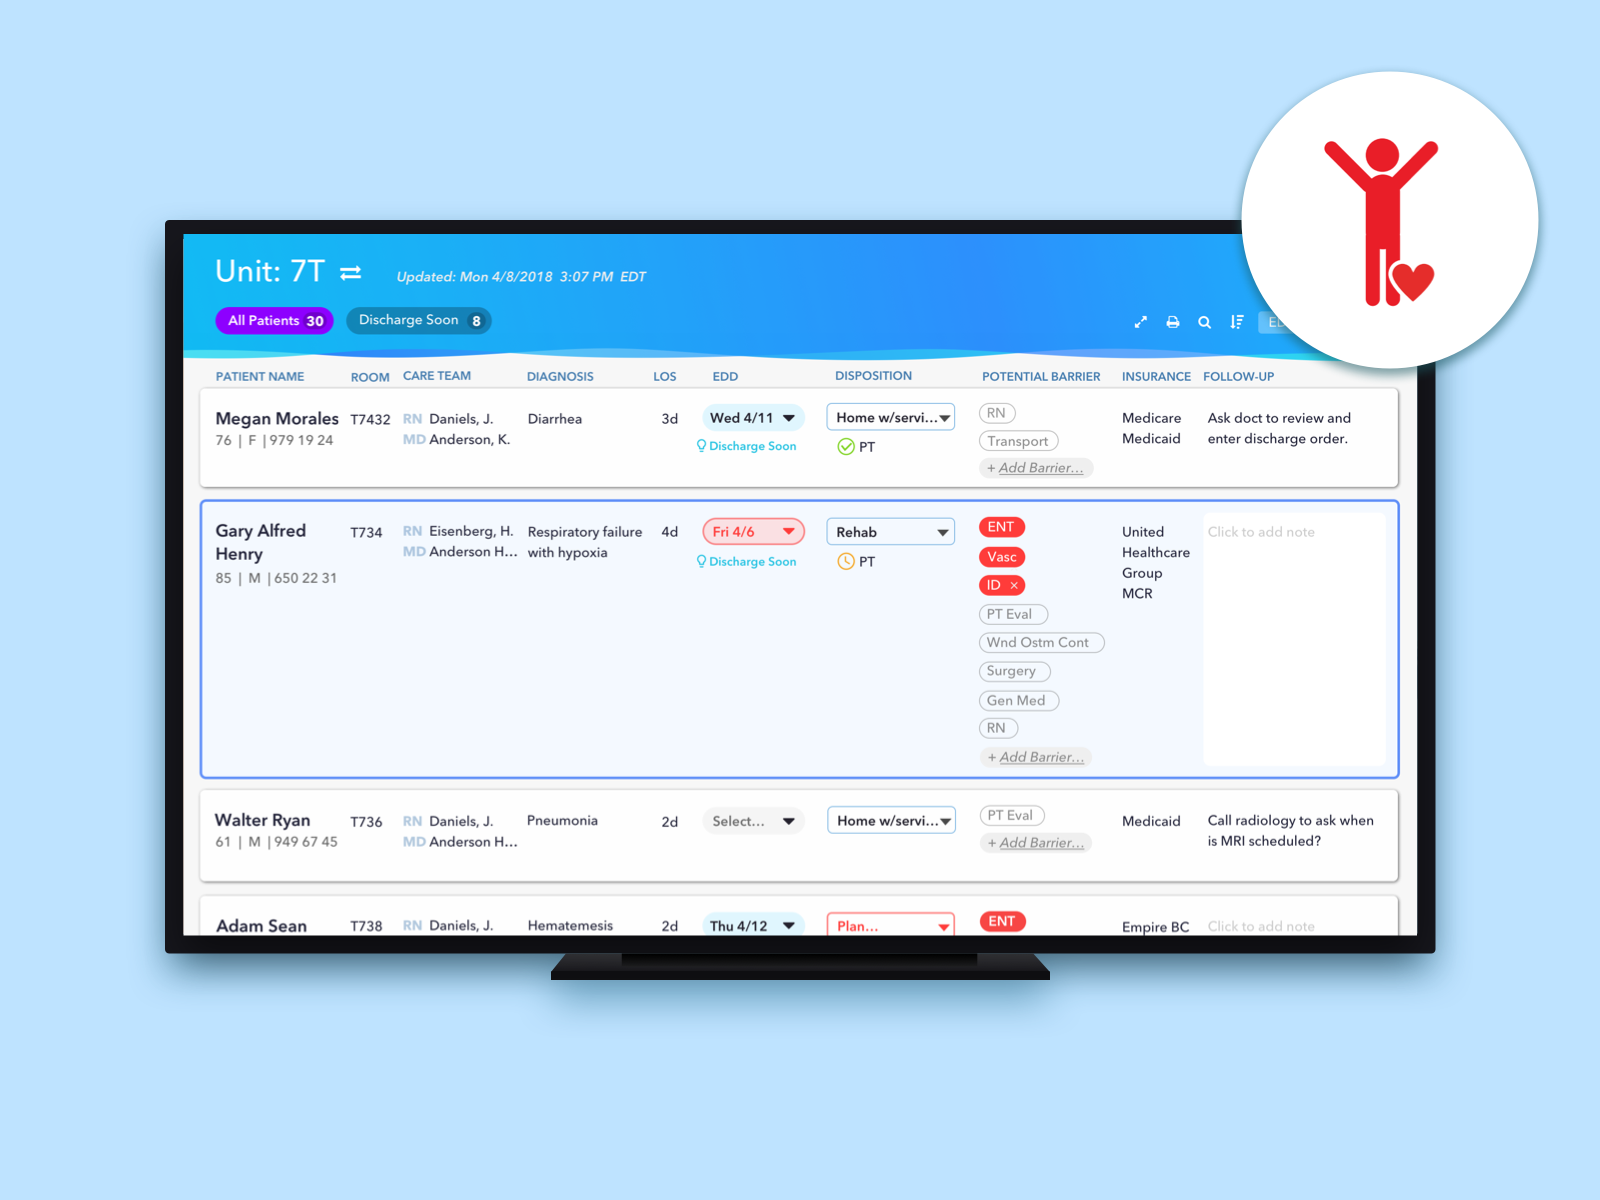 Unit: 7T
Updated: Mon 4/8/2018 3:07 PM EDT
All Patients 30
Discharge Soon 8
PATIENT NAME ROOM CARE TEAM DIAGNOSIS LOS EDD DISPOSITION POTENTIAL BARRIER INSURANCE FOLLOW-UP
Megan Morales T7432 RN Daniels, J. Diarrhea 3d Wed 4/11 Home w/servi... RN Medicare Ask doct to review and
76 | F | 979 19 24 MD Anderson, K. Discharge Soon PT Transport Medicaid enter discharge order.
+ Add Barrier...
Gary Alfred T734 RN Eisenberg, H. Respiratory failure 4d Fri 4/6 Rehab ENT United Click to add note
Henry MD Anderson H... with hypoxia Discharge Soon PT Vasc Healthcare
85 | M | 650 22 31 ID × Group
MCR
PT Eval
Wnd Ostm Cont
Surgery
Gen Med
RN
+ Add Barrier...
Walter Ryan T736 RN Daniels, J. Pneumonia 2d Select... Home w/servi... PT Eval Medicaid Call radiology to ask when
61 | M | 949 67 45 MD Anderson H... + Add Barrier... is MRI scheduled?
Adam Sean T738 RN Daniels, J. Hematemesis 2d Thu 4/12 Plan... ENT Empire BC Click to add note